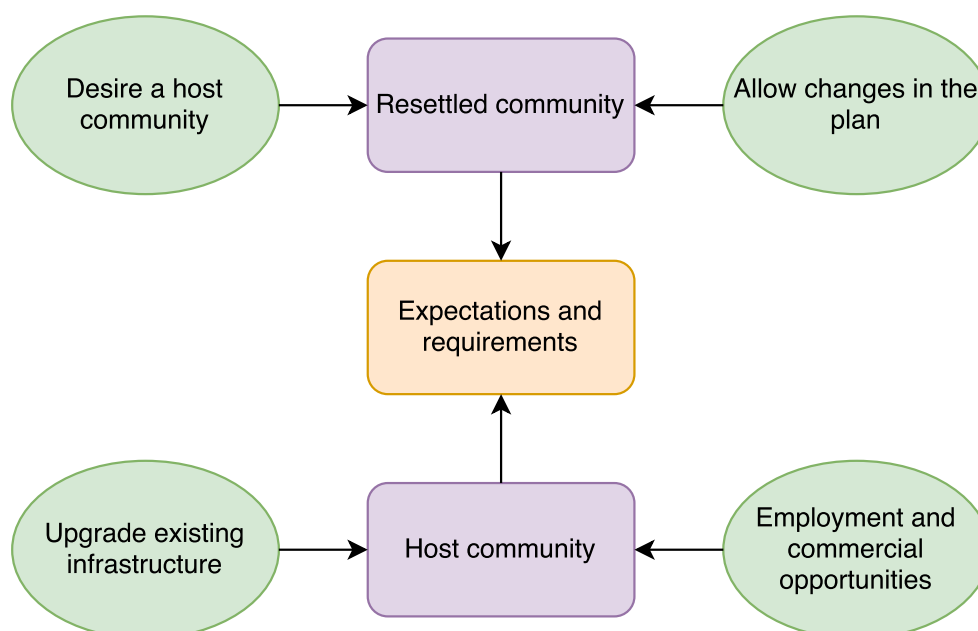 Desire a host
community
Resettled community
Allow changes in the
plan
Expectations and
requirements
Upgrade existing
infrastructure
Host community
Employment and
commercial
opportunities